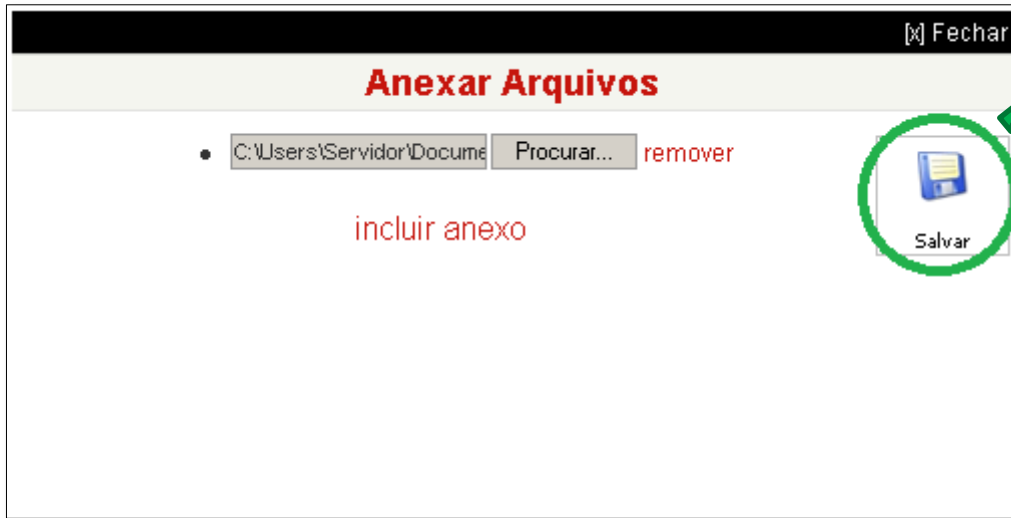 [x] Fechar
Anexar Arquivos
C:\Users\Servidor\Docume Procurar... remover
incluir anexo
Salvar